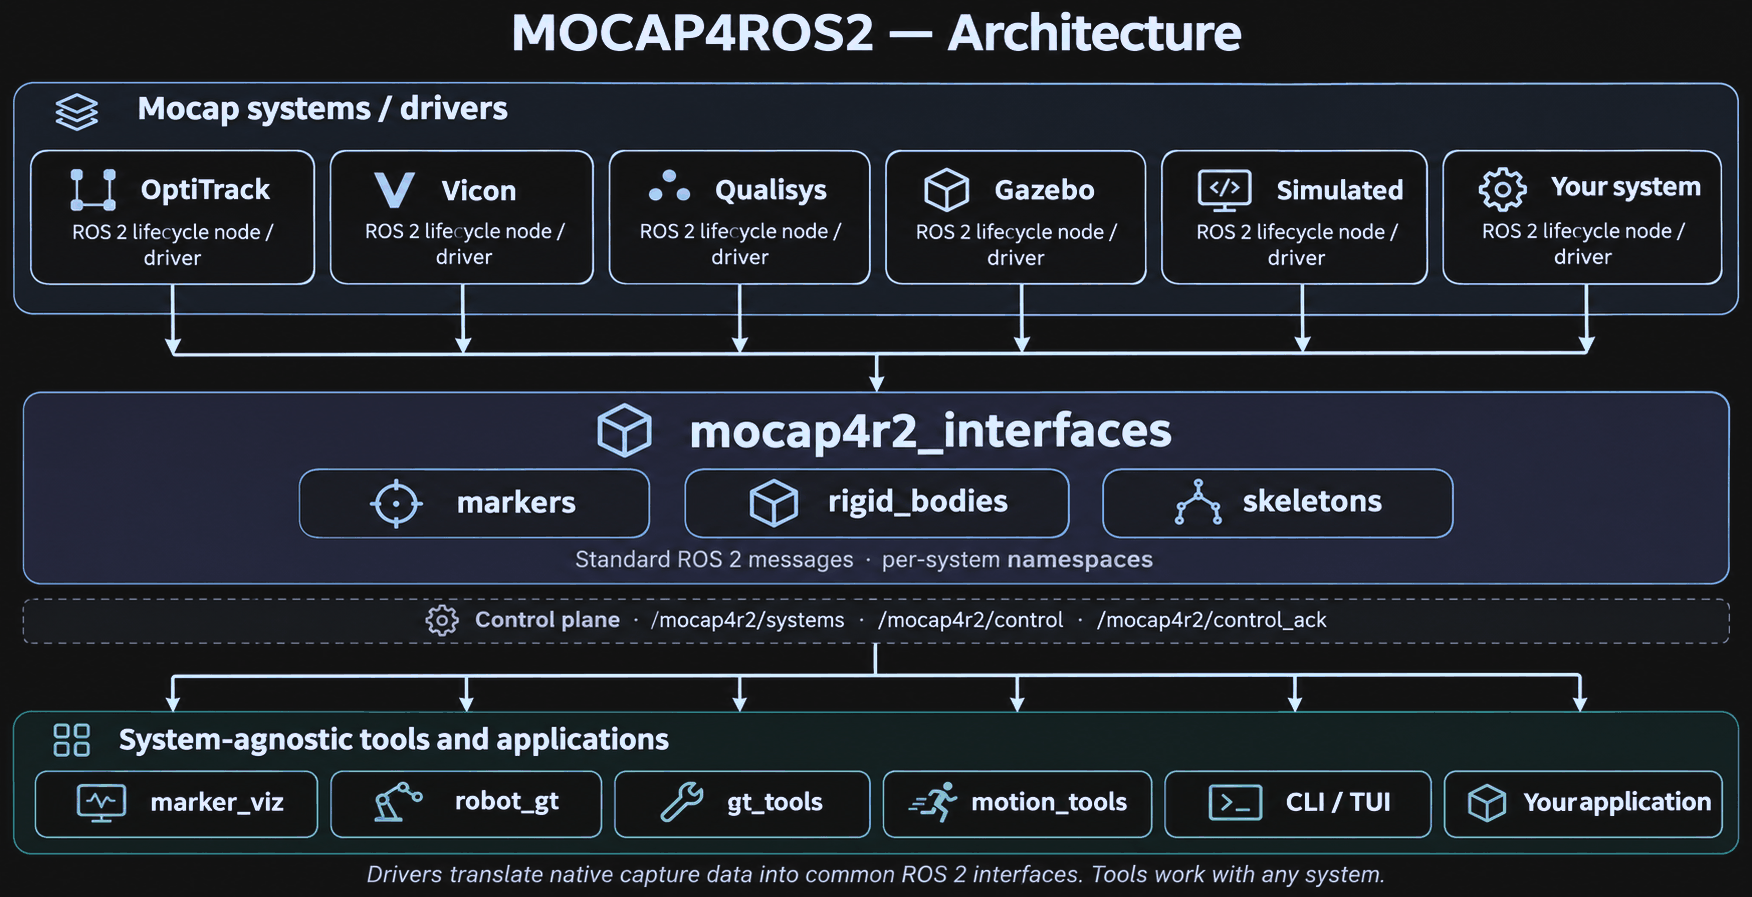 MOCAP4ROS2 — Architecture
Mocap systems / drivers
OptiTrack
ROS 2 lifecycle node /
driver
Vicon
ROS 2 lifecycle node /
driver
Qualisys
ROS 2 lifecycle node /
driver
Gazebo
ROS 2 lifecycle node /
driver
Simulated
ROS 2 lifecycle node /
driver
Your system
ROS 2 lifecycle node /
driver
mocap4r2_interfaces
markers
rigid_bodies
skeletons
Standard ROS 2 messages · per-system namespaces
Control plane · /mocap4r2/systems · /mocap4r2/control · /mocap4r2/control_ack
System-agnostic tools and applications
marker_viz
robot_gt
gt_tools
motion_tools
CLI / TUI
Your application
Drivers translate native capture data into common ROS 2 interfaces. Tools work with any system.